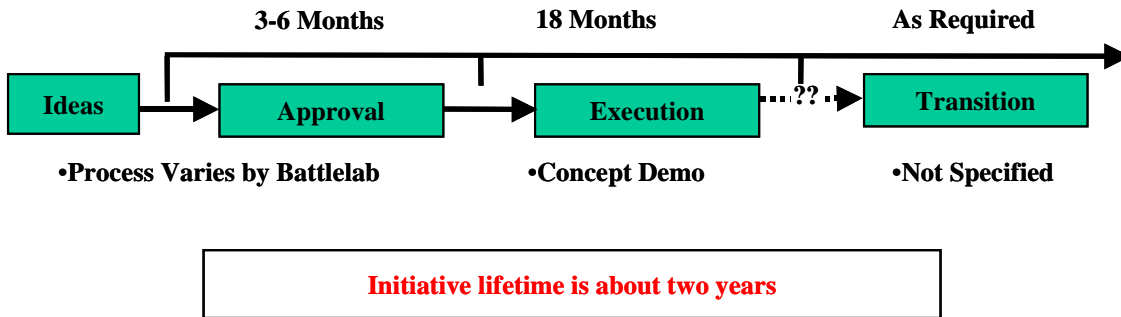 3-6 Months
18 Months
As Required
Ideas
Approval
Execution
??
Transition
•Process Varies by Battlelab
•Concept Demo
•Not Specified
Initiative lifetime is about two years